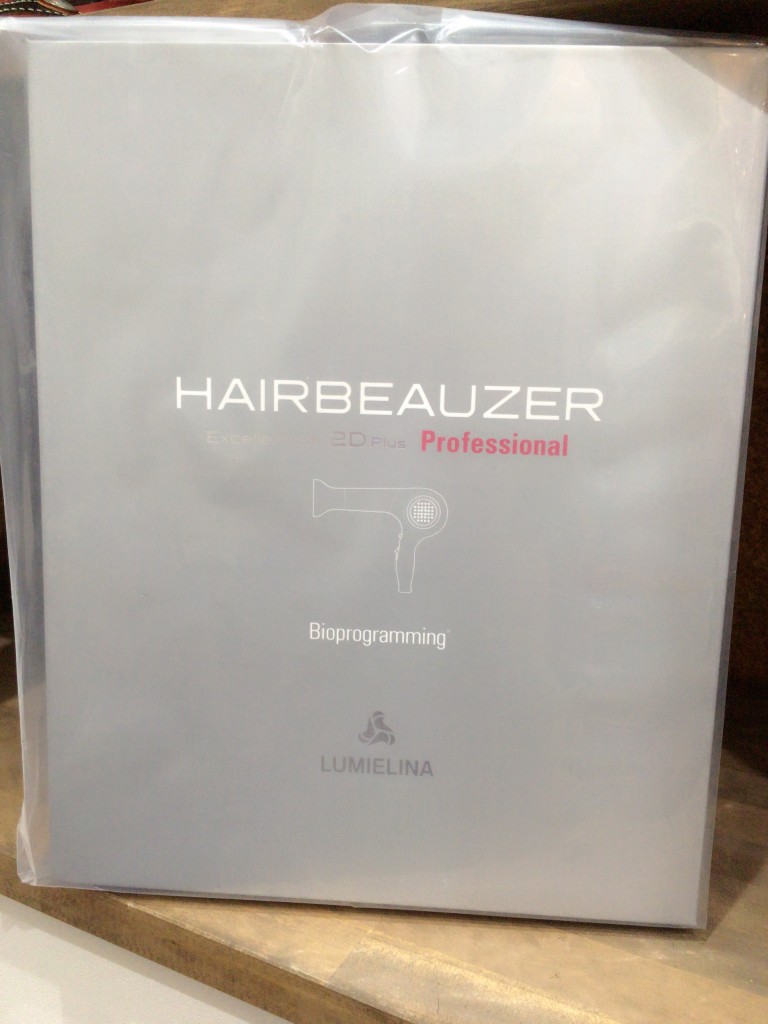 HAIRBEAUZER
2D Plus Professional
Bioprogramming
LUMIELINA